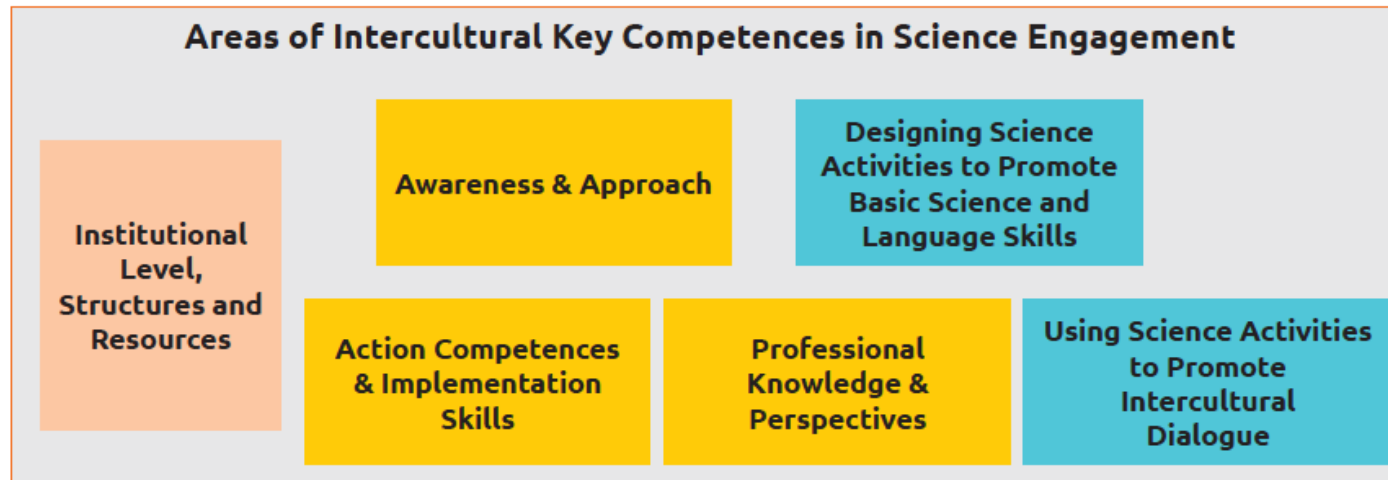 Areas of Intercultural Key Competences in Science Engagement
Institutional
Level,
Structures and
Resources
Awareness & Approach
Designing Science
Activities to Promote
Basic Science and
Language Skills
Action Competences
& Implementation
Skills
Professional
Knowledge &
Perspectives
Using Science Activities
to Promote
Intercultural
Dialogue